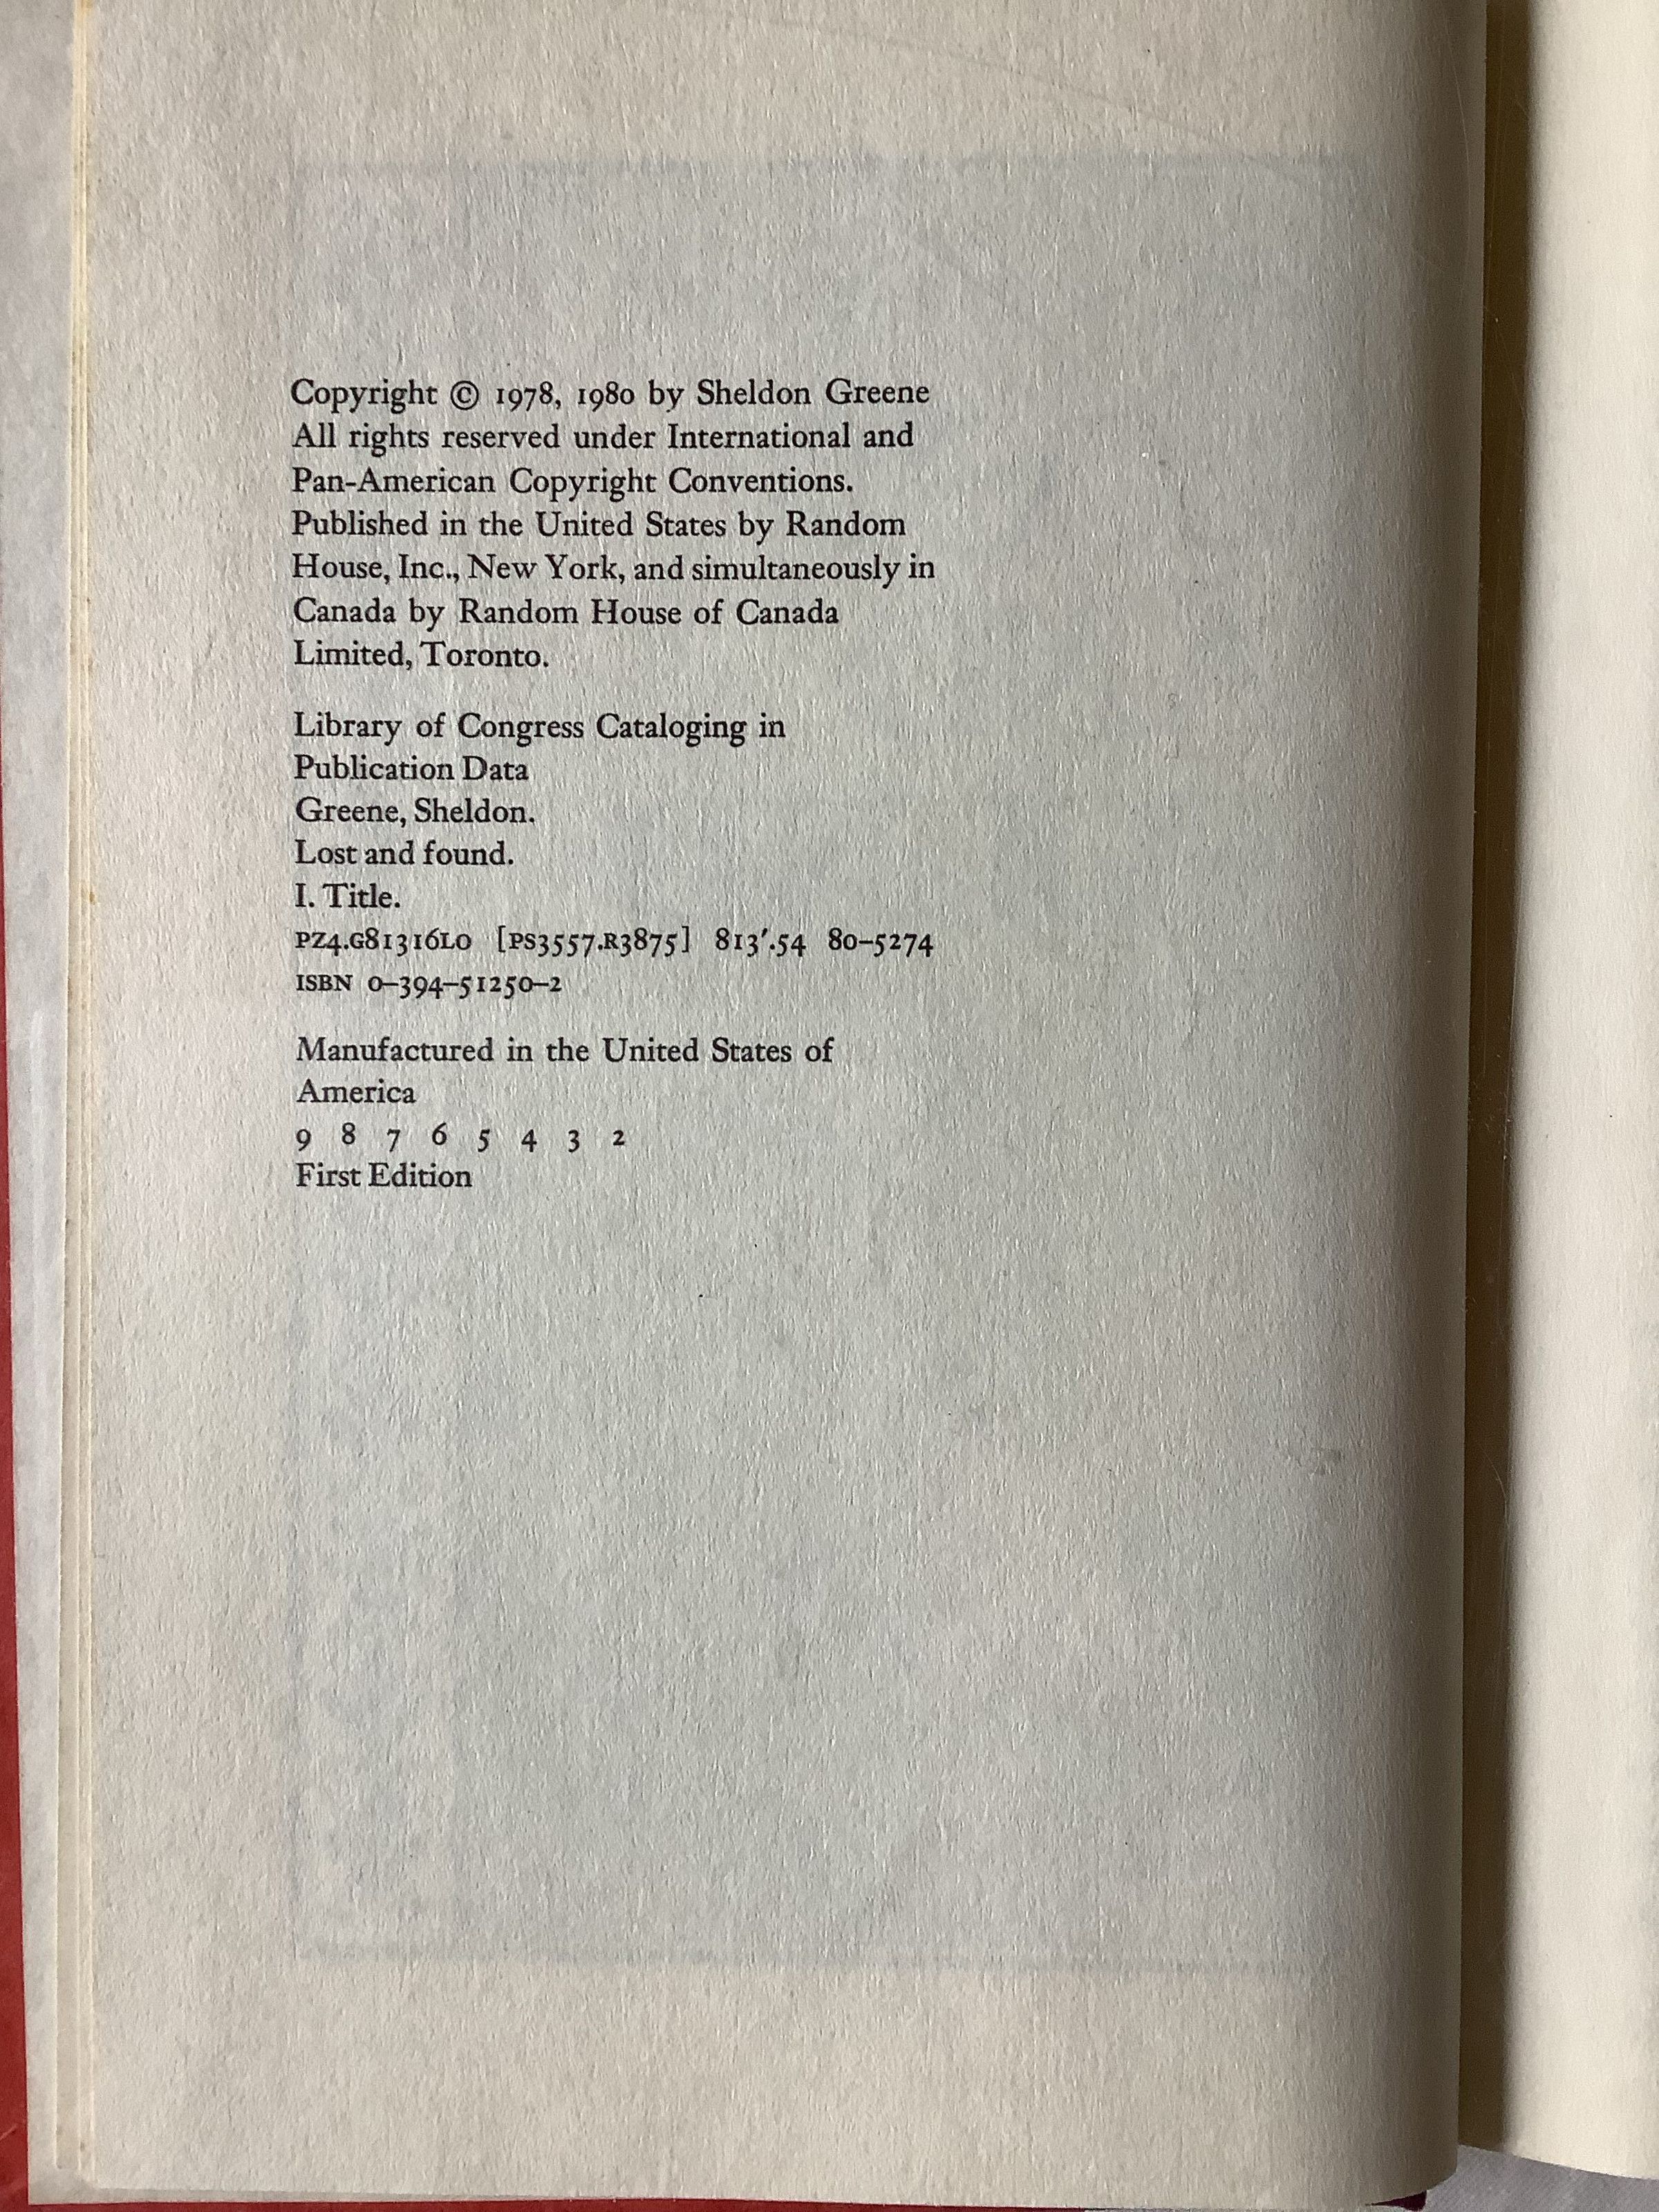 Copyright © 1978, 1980 by Sheldon Greene
All rights reserved under International and
Pan-American Copyright Conventions.
Published in the United States by Random
House, Inc., New York, and simultaneously in
Canada by Random House of Canada
Limited, Toronto.
Library of Congress Cataloging in
Publication Data
Greene, Sheldon.
Lost and found.
I. Title.
PZ4.G81316LO [PS3557.R3875] 813′.54 80–5274
ISBN 0–394–51250–2
Manufactured in the United States of
America
9 8 7 6 5 4 3 2
First Edition